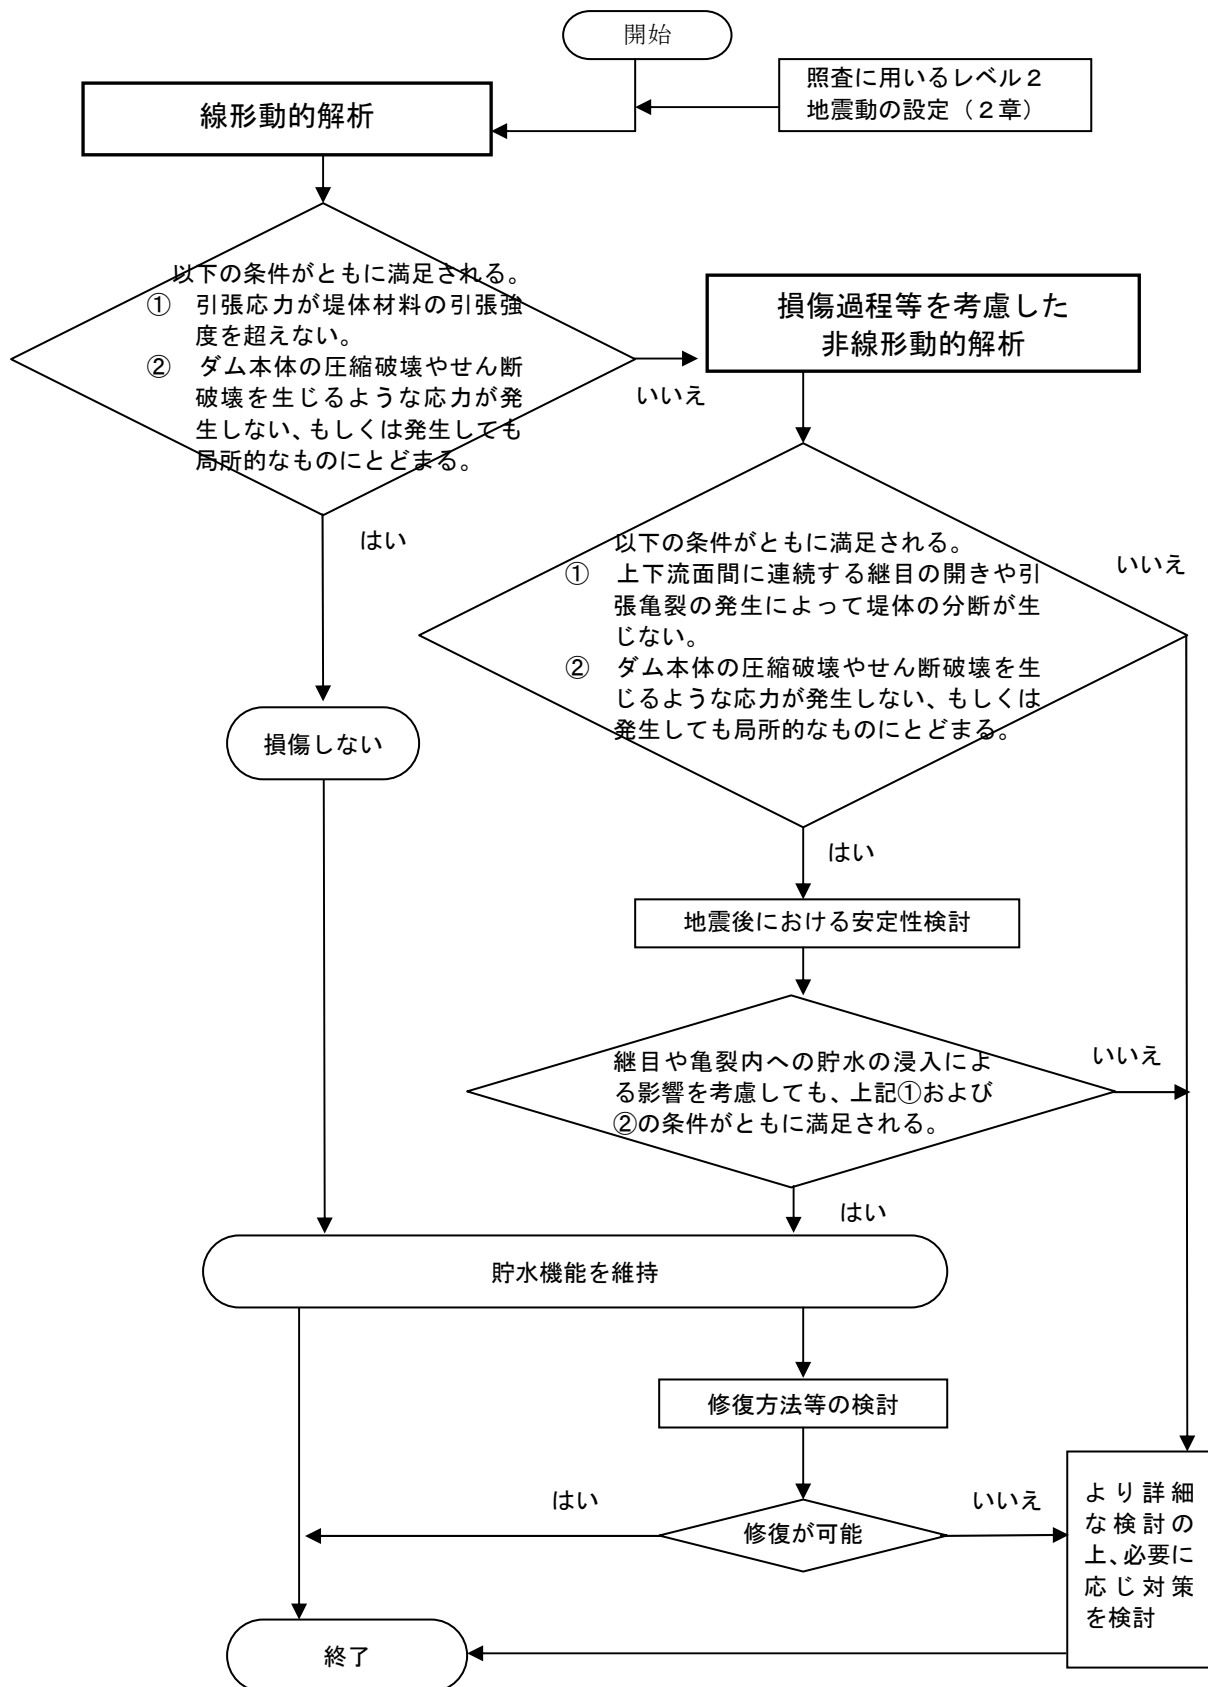 開始
照査に用いるレベル2
地震動の設定(2章)
線形動的解析
以下の条件がともに満足される。
① 引張応力が堤体材料の引張強
度を超えない。
② ダム本体の圧縮破壊やせん断
破壊を生じるような応力が発
生しない、もしくは発生しても
局所的なものにとどまる。
いいえ
損傷過程等を考慮した
非線形動的解析
はい
以下の条件がともに満足される。
① 上下流面間に連続する継目の開きや引
張亀裂の発生によって堤体の分断が生
じない。
② ダム本体の圧縮破壊やせん断破壊を生
じるような応力が発生しない、もしくは
発生しても局所的なものにとどまる。
いいえ
損傷しない
はい
地震後における安定性検討
継目や亀裂内への貯水の浸入によ
る影響を考慮しても、上記①および
②の条件がともに満足される。
いいえ
はい
貯水機能を維持
修復方法等の検討
はい
修復が可能
いいえ
より詳細
な検討の
上、必要に
応じ対策
を検討
終了